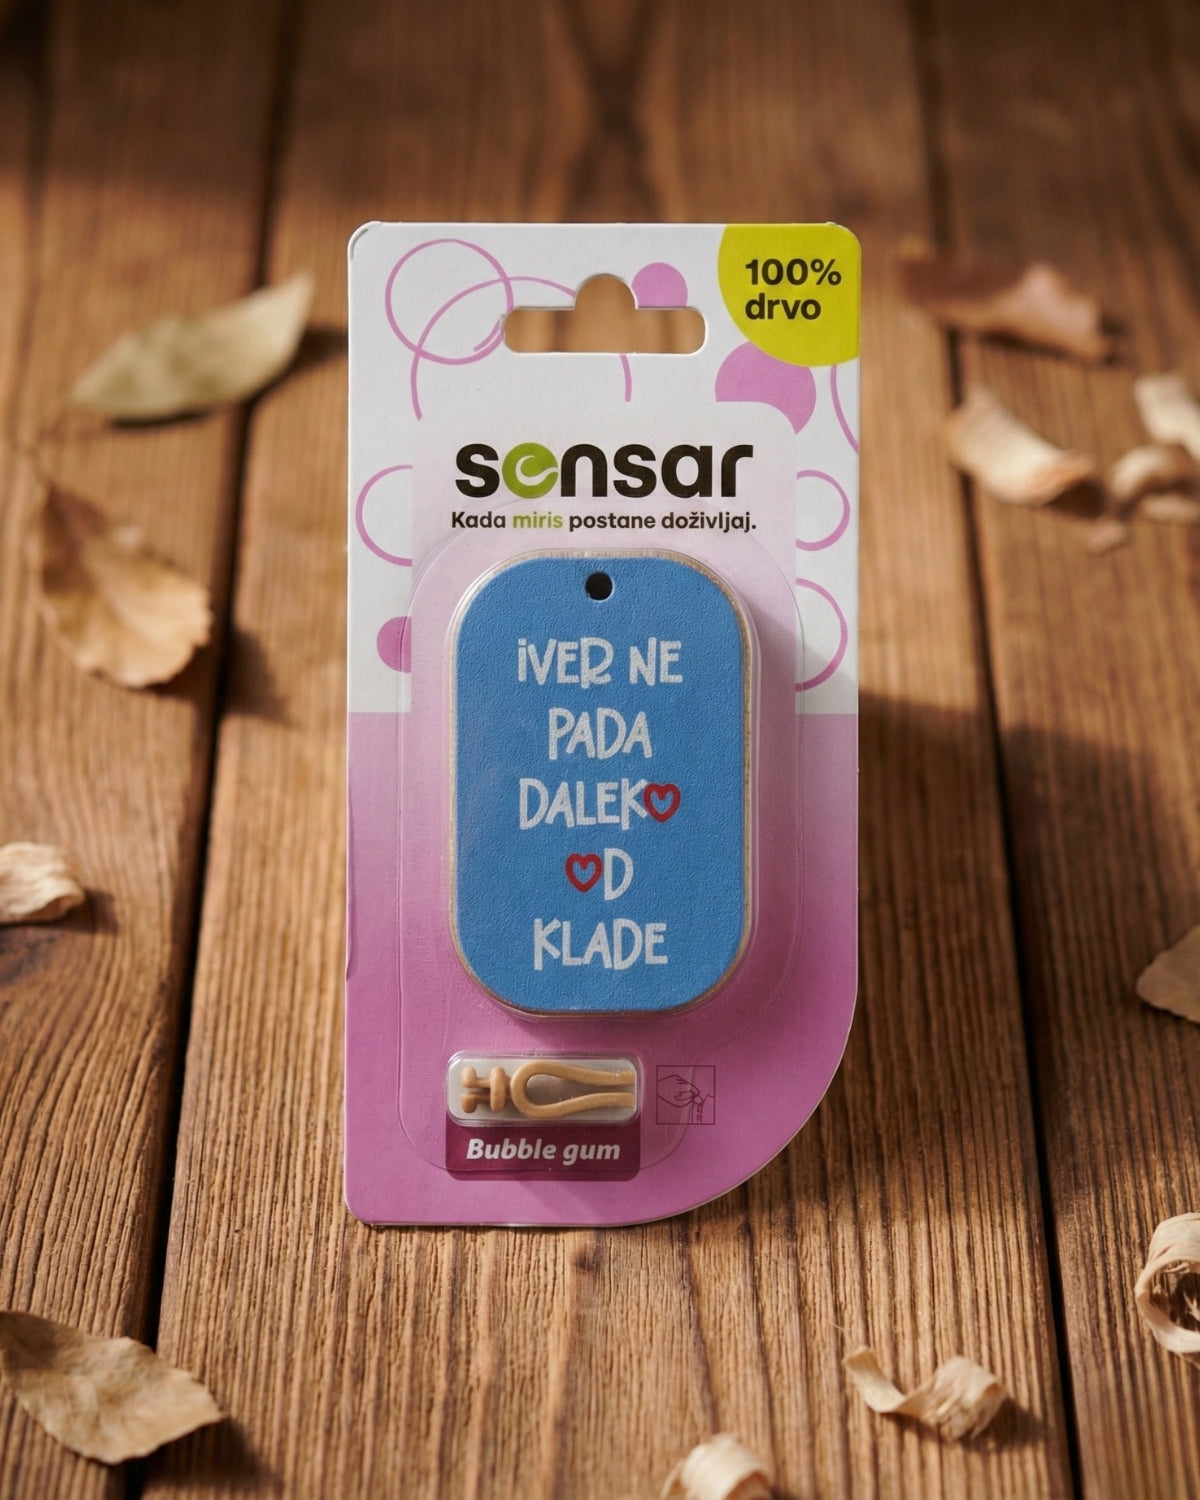 100%
drvo
sensar
Kada miris postane doživljaj.
iVER NE
PADA
DALEKO
OD
KLADE
Bubble gum